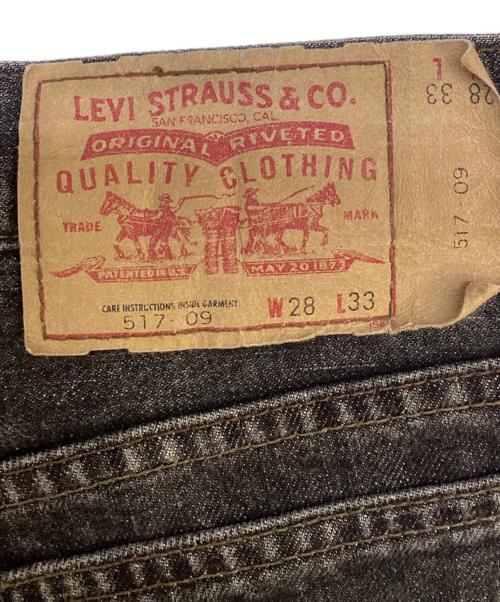 LEVI STRAUSS & CO.
SAN FRANCISCO, CAL.
ORIGINAL RIVETED
QUALITY CLOTHING
TRADE MARK
PATENTED IN U.S. MAY 20 1873
CARE INSTRUCTIONS INSIDE GARMENT
517-09 W28 L33
28 33
517-09